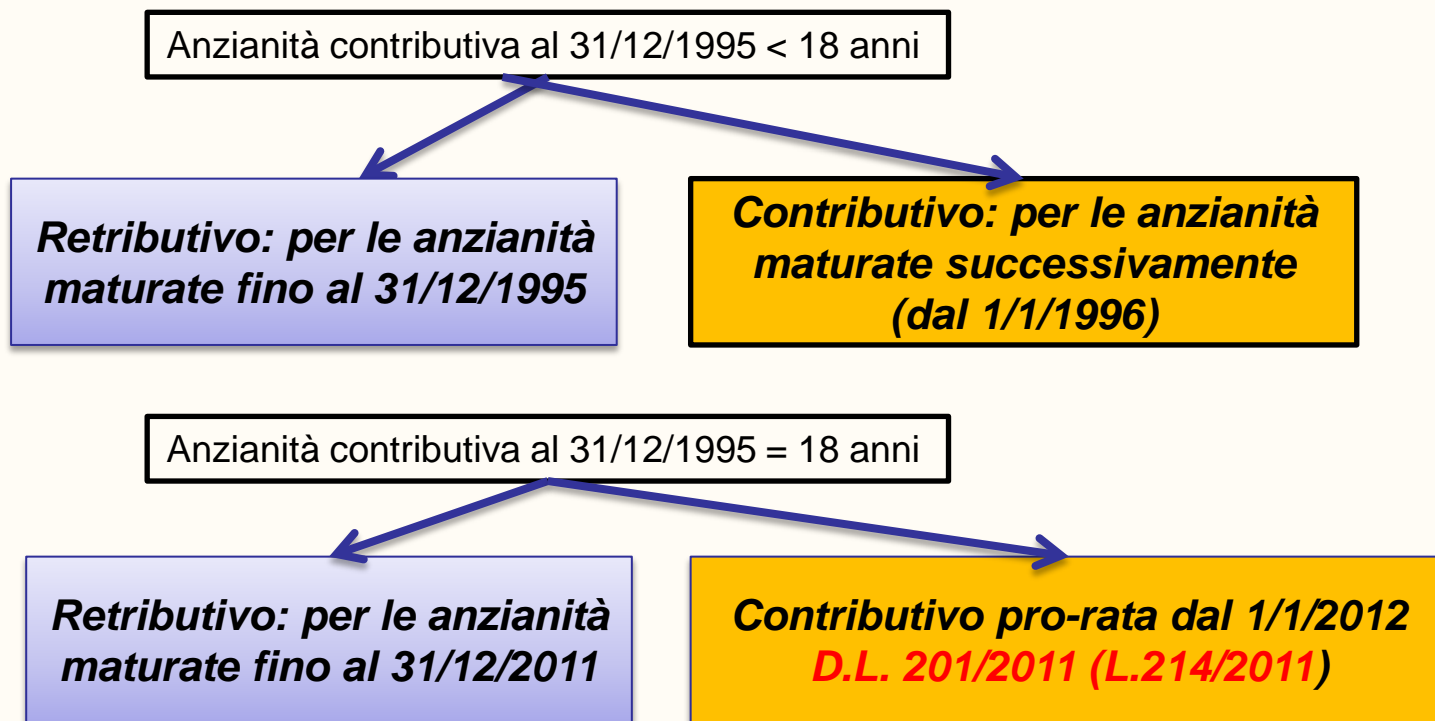 Anzianità contributiva al 31/12/1995 < 18 anni
Retributivo: per le anzianità
maturate fino al 31/12/1995
Contributivo: per le anzianità
maturate successivamente
(dal 1/1/1996)
Anzianità contributiva al 31/12/1995 = 18 anni
Retributivo: per le anzianità
maturate fino al 31/12/2011
Contributivo pro-rata dal 1/1/2012
D.L. 201/2011 (L.214/2011)